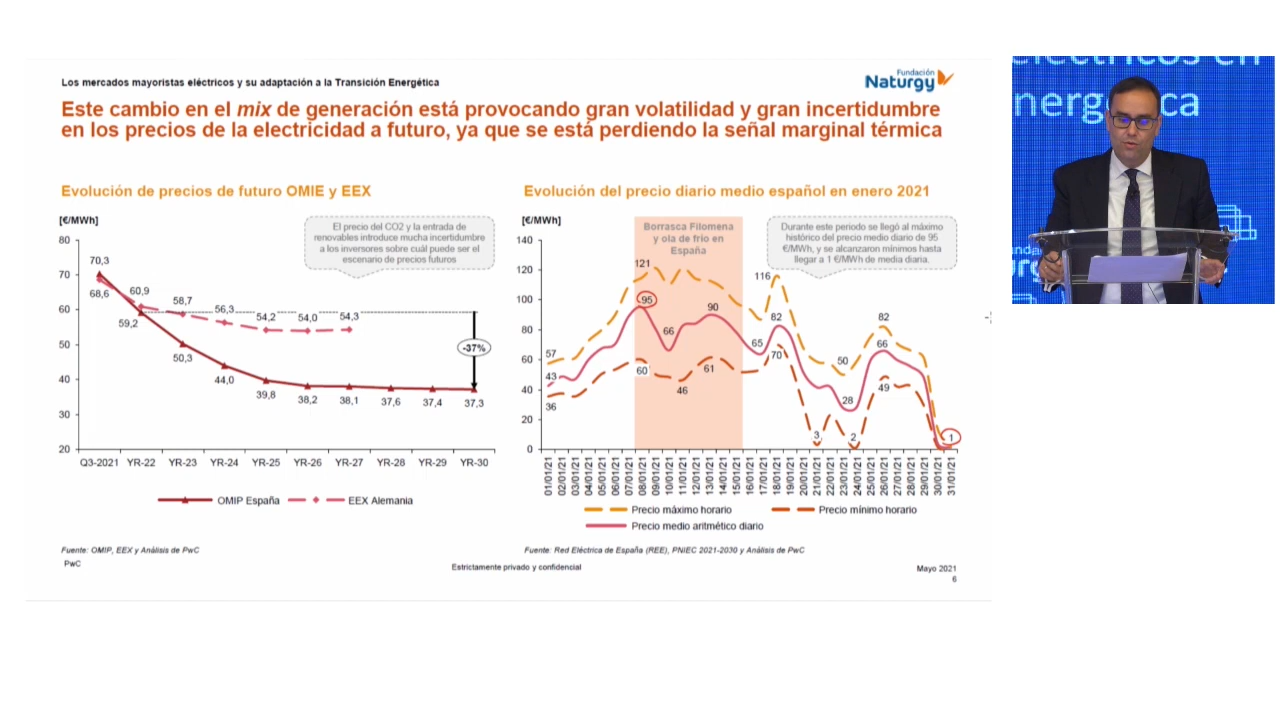 Los mercados mayoristas eléctricos y su adaptación a la Transición Energética
Fundación
Naturgy
Este cambio en el mix de generación está provocando gran volatilidad y gran incertidumbre
en los precios de la electricidad a futuro, ya que se está perdiendo la señal marginal térmica
Evolución de precios de futuro OMIE y EEX
[€/MWh]
El precio del CO2 y la entrada de
renovables introduce mucha incertidumbre
a los inversores sobre cuál puede ser el
escenario de precios futuros
80
70
60
50
40
30
20
70,3
68,6
60,9
59,2
58,7
50,3
56,3
44,0
54,2
39,8
54,0
38,2
54,3
38,1
37,6
37,4
37,3
-37%
Q3-2021 YR-22 YR-23 YR-24 YR-25 YR-26 YR-27 YR-28 YR-29 YR-30
OMIP España EEX Alemania
Fuente: OMIP, EEX y Análisis de PwC
Evolución del precio diario medio español en enero 2021
[€/MWh]
Borrasca Filomena
y ola de frío en
España
Durante este periodo se llegó al máximo
histórico del precio medio diario de 95
€/MWh, y se alcanzaron mínimos hasta
llegar a 1 €/MWh de media diaria.
140
120
100
80
60
40
20
0
57
43
36
121
95
60
66
46
90
61
65
116
82
70
3
50
28
2
82
66
49
1
01/01/21 02/01/21 03/01/21 04/01/21 05/01/21 06/01/21 07/01/21 08/01/21 09/01/21 10/01/21 11/01/21 12/01/21 13/01/21 14/01/21 15/01/21 16/01/21 17/01/21 18/01/21 19/01/21 20/01/21 21/01/21 22/01/21 23/01/21 24/01/21 25/01/21 26/01/21 27/01/21 28/01/21 29/01/21 30/01/21 31/01/21
Precio máximo horario Precio mínimo horario
Precio medio aritmético diario
Fuente: Red Eléctrica de España (REE), PNIEC 2021-2030 y Análisis de PwC
PwC
Estrictamente privado y confidencial
Mayo 2021
6